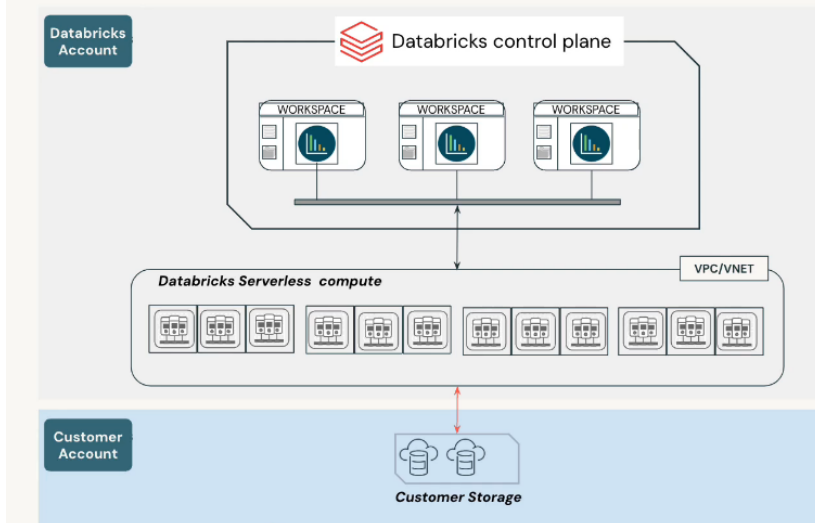 Databricks
Account
Databricks control plane
WORKSPACE
WORKSPACE
WORKSPACE
VPC/VNET
Databricks Serverless compute
Customer
Account
Customer Storage